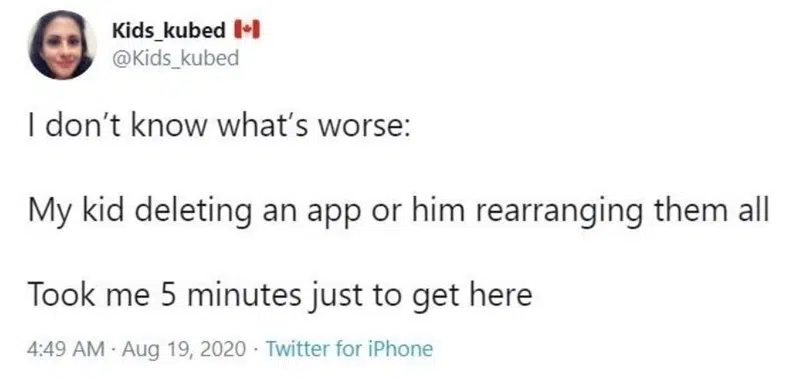 Kids_kubed 🇨🇦
@Kids_kubed
I don't know what's worse:
My kid deleting an app or him rearranging them all
Took me 5 minutes just to get here
4:49 AM · Aug 19, 2020 · Twitter for iPhone